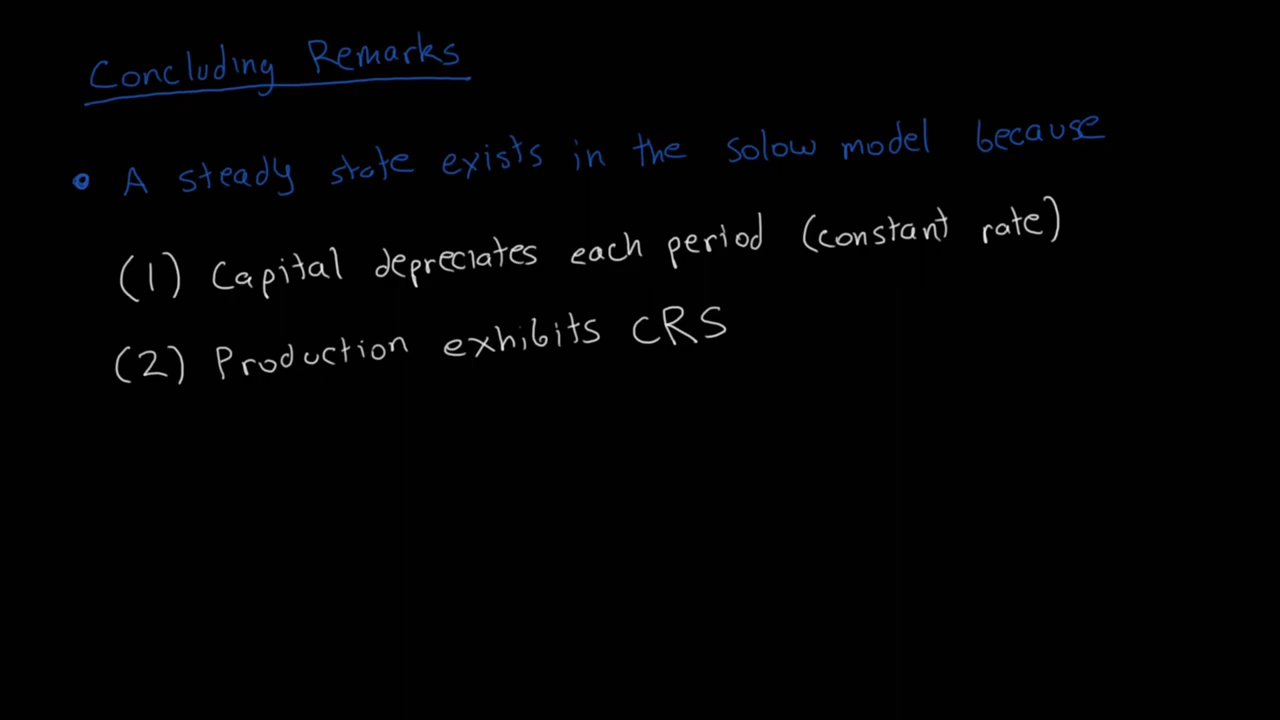 Concluding Remarks
• A steady state exists in the solow model because
(1) Capital depreciates each period (constant rate)
(2) Production exhibits CRS